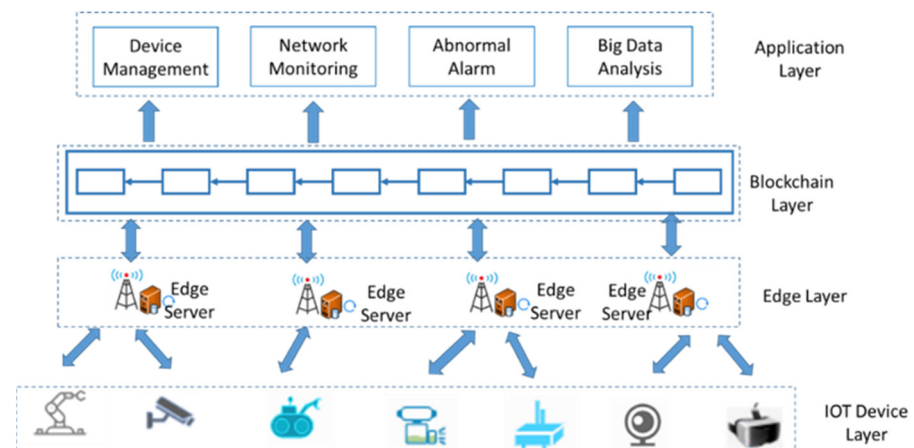 Device
Management
Network
Monitoring
Abnormal
Alarm
Big Data
Analysis
Application
Layer
Blockchain
Layer
Edge
Server
Edge
Server
Edge
Server
Edge
Server
Edge Layer
IOT Device
Layer